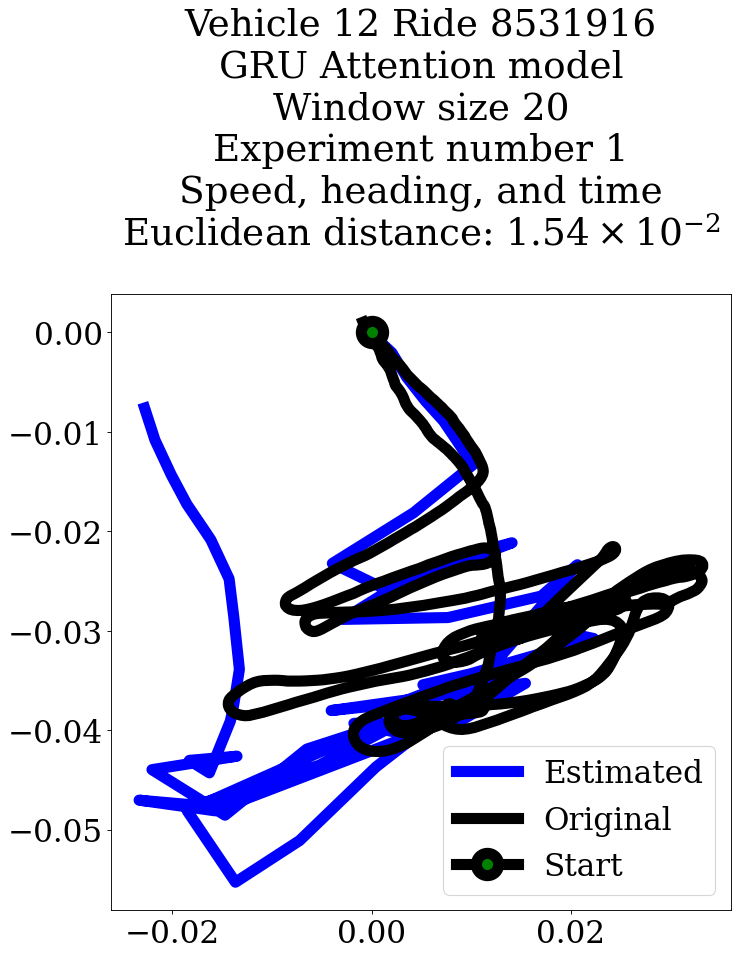 Vehicle 12 Ride 8531916
GRU Attention model
Window size 20
Experiment number 1
Speed, heading, and time
Euclidean distance: 1.54 × 10⁻²
0.00
−0.01
−0.02
−0.03
−0.04
−0.05
Estimated
Original
Start
−0.02
0.00
0.02